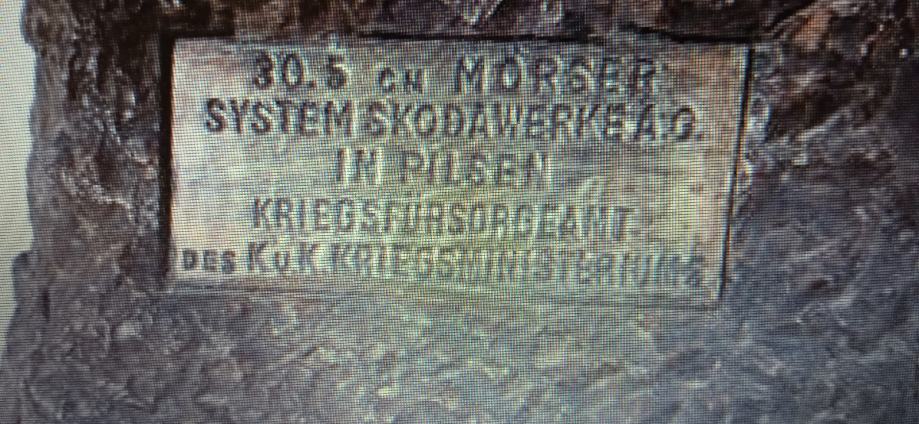 30.5 CM MÖRSER
SYSTEM SKODAWERKE A.G.
IN PILSEN
KRIEGSFÜRSORGEAMT
DES K.u.K KRIEGSMINISTERIUMS